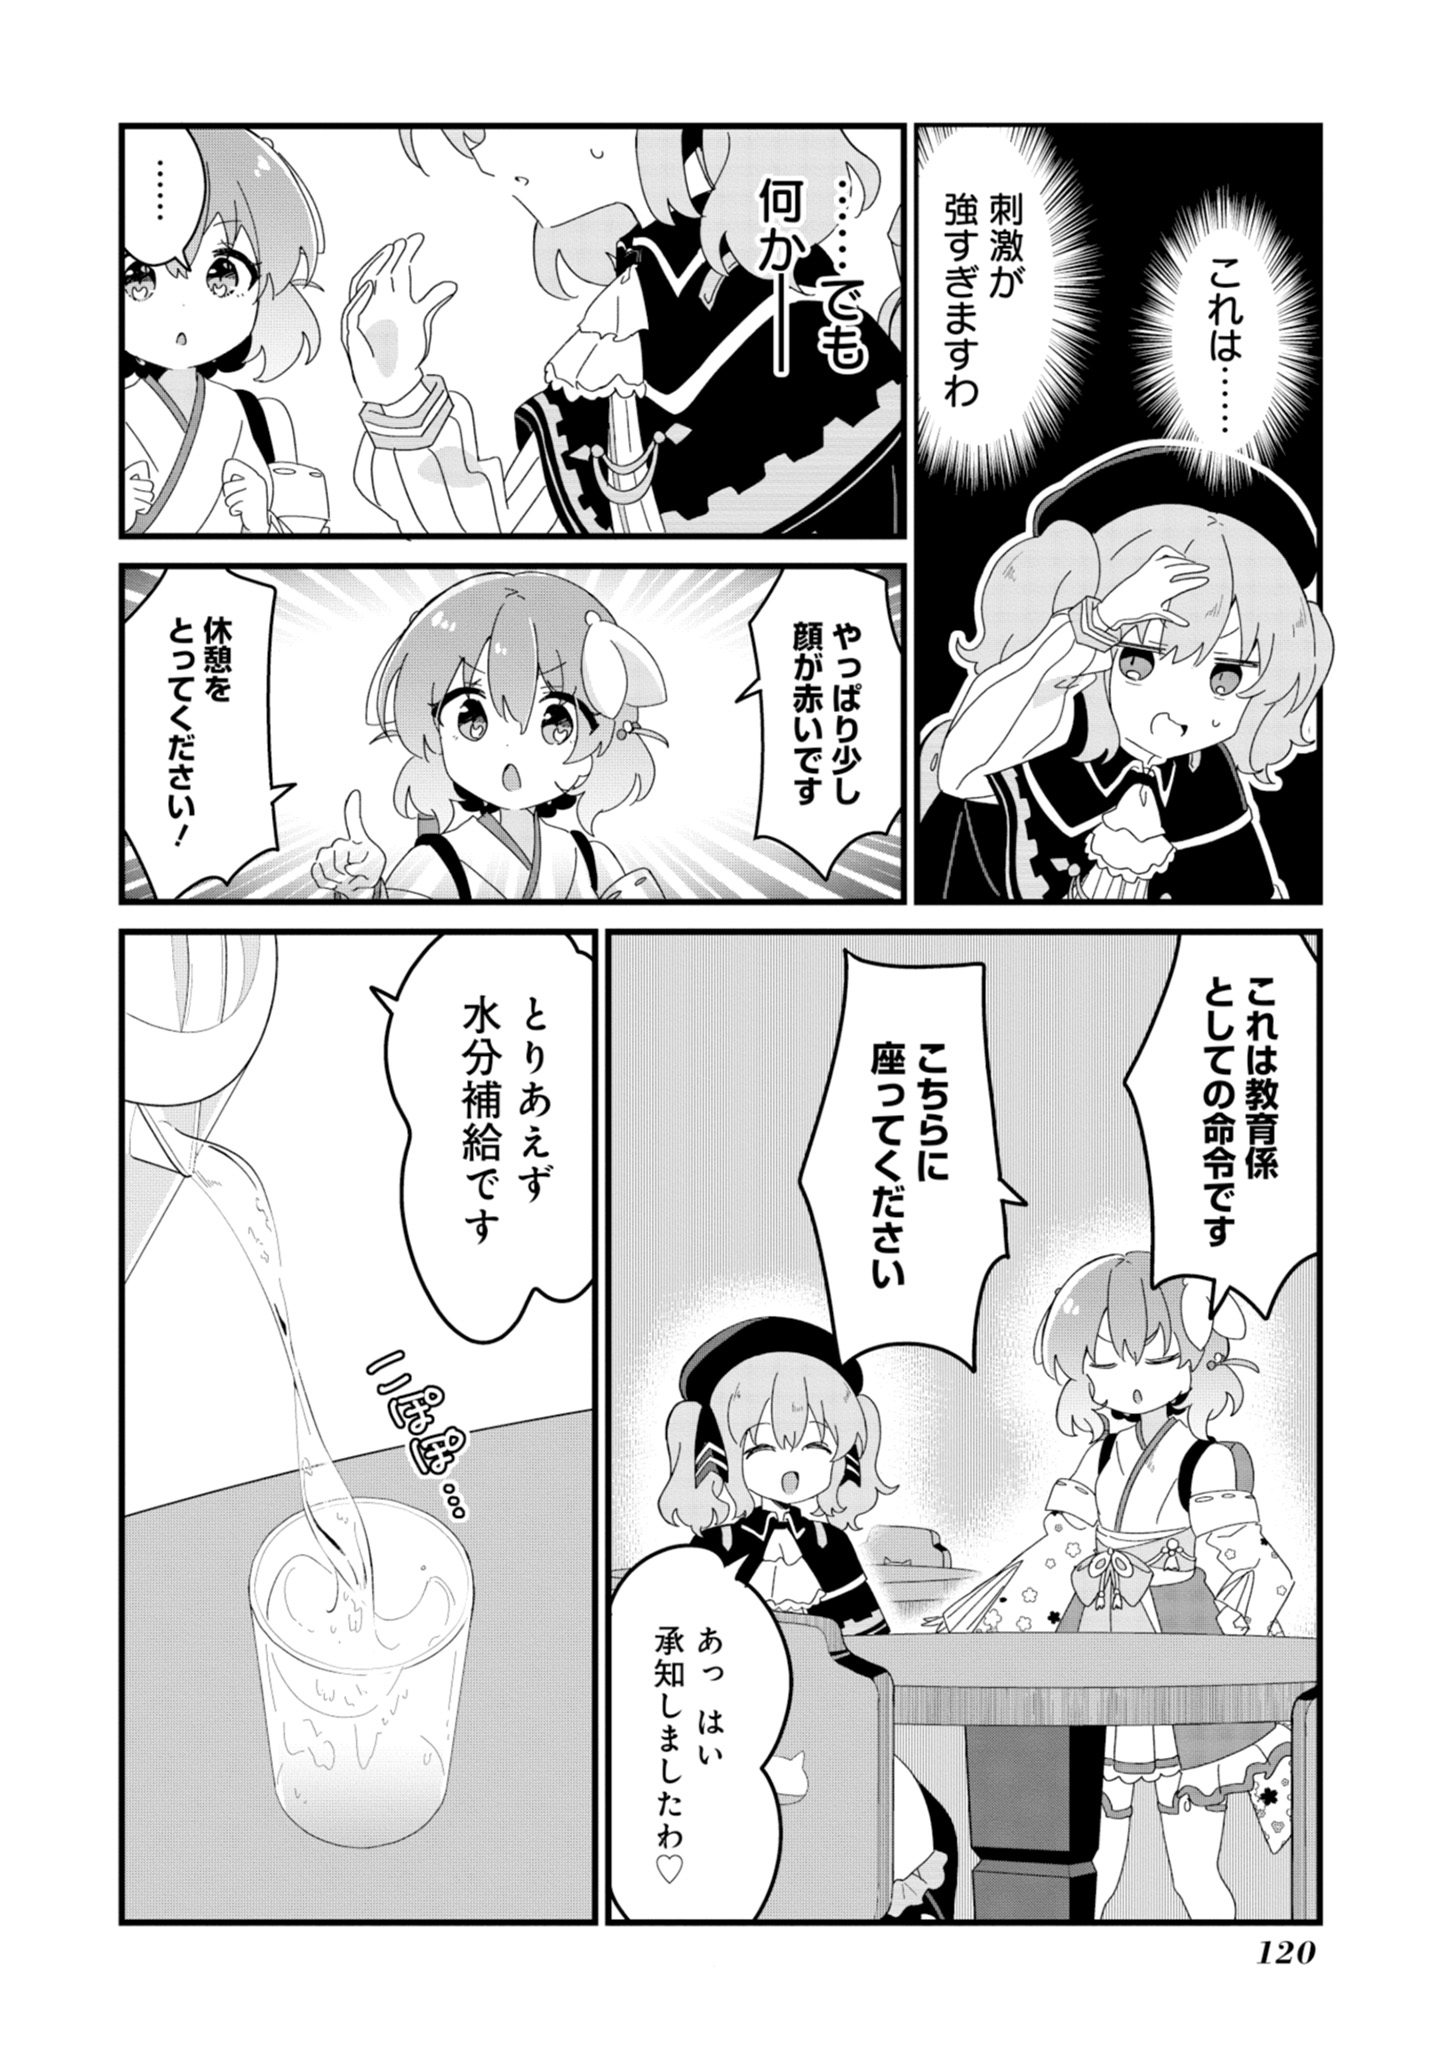 これは……
刺激が
強すぎますわ
……でも
何か――
……
やっぱり少し
顔が赤いです
休憩を
とってください!
これは教育係
としての命令です
こちらに
座ってください
あっ はい
承知しましたわ♡
とりあえず
水分補給です
こぽぽ…
120